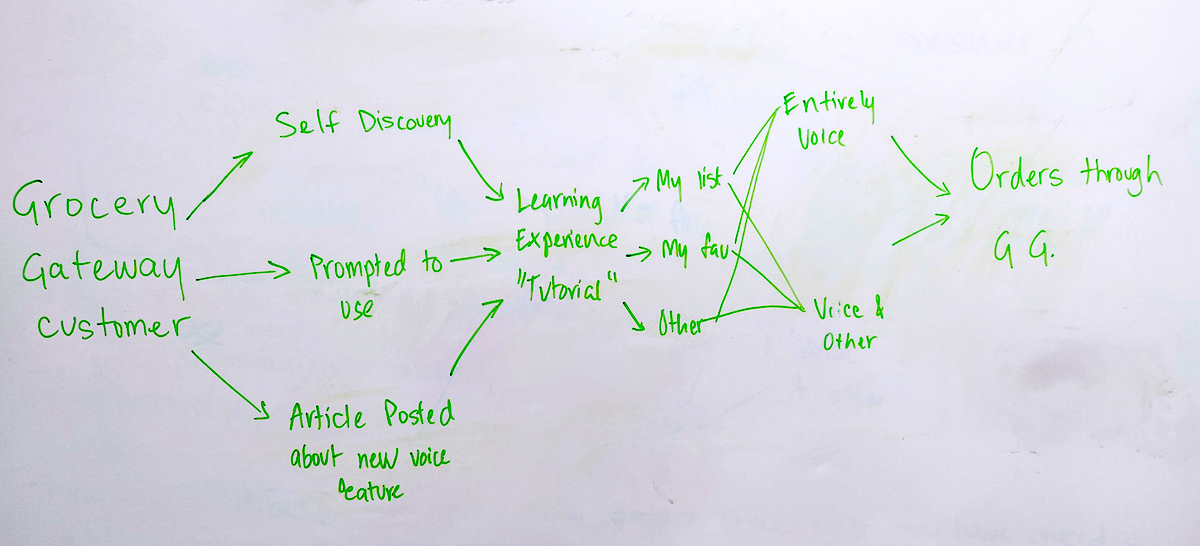 Grocery
Gateway
customer
Self Discovery
Prompted to
use
Article Posted
about new voice
feature
Learning
Experience
"Tutorial"
My list
My fav
Other
Entirely
Voice
Voice &
Other
Orders through
G G.